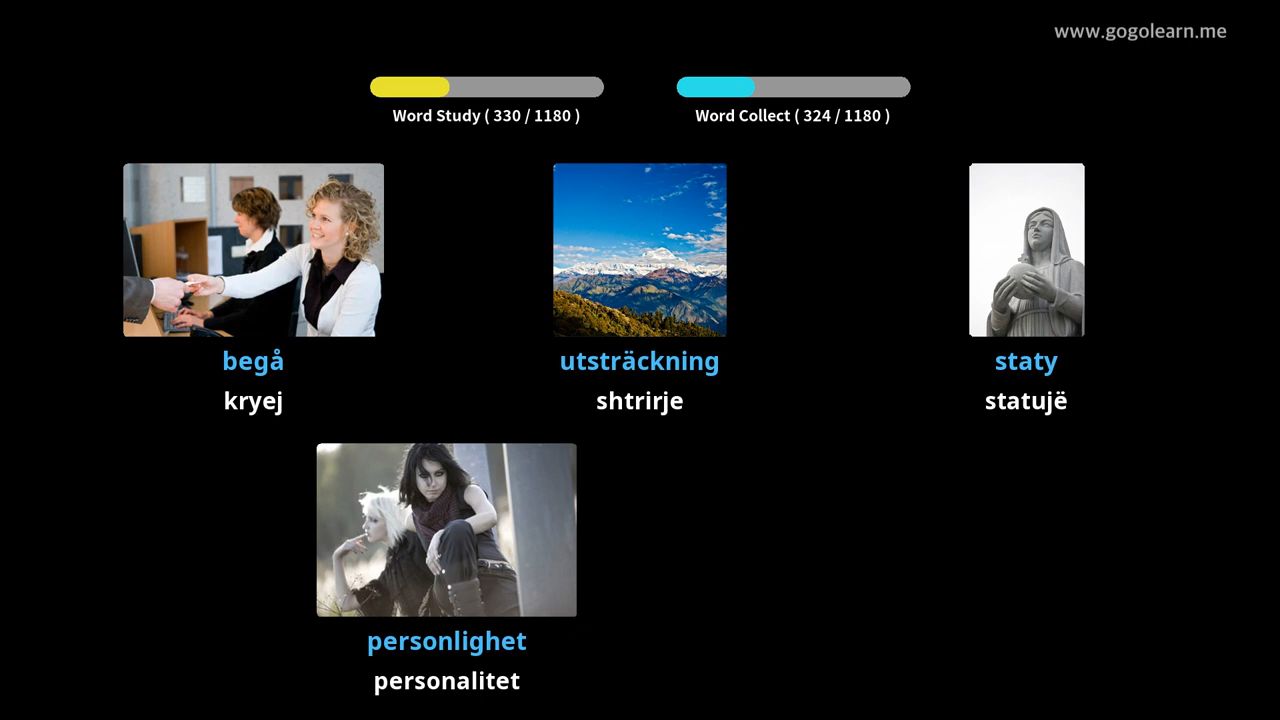 www.gogolearn.me
Word Study ( 330 / 1180 )
Word Collect ( 324 / 1180 )
begå
kryej
utsträckning
shtrirje
staty
statujë
personlighet
personalitet